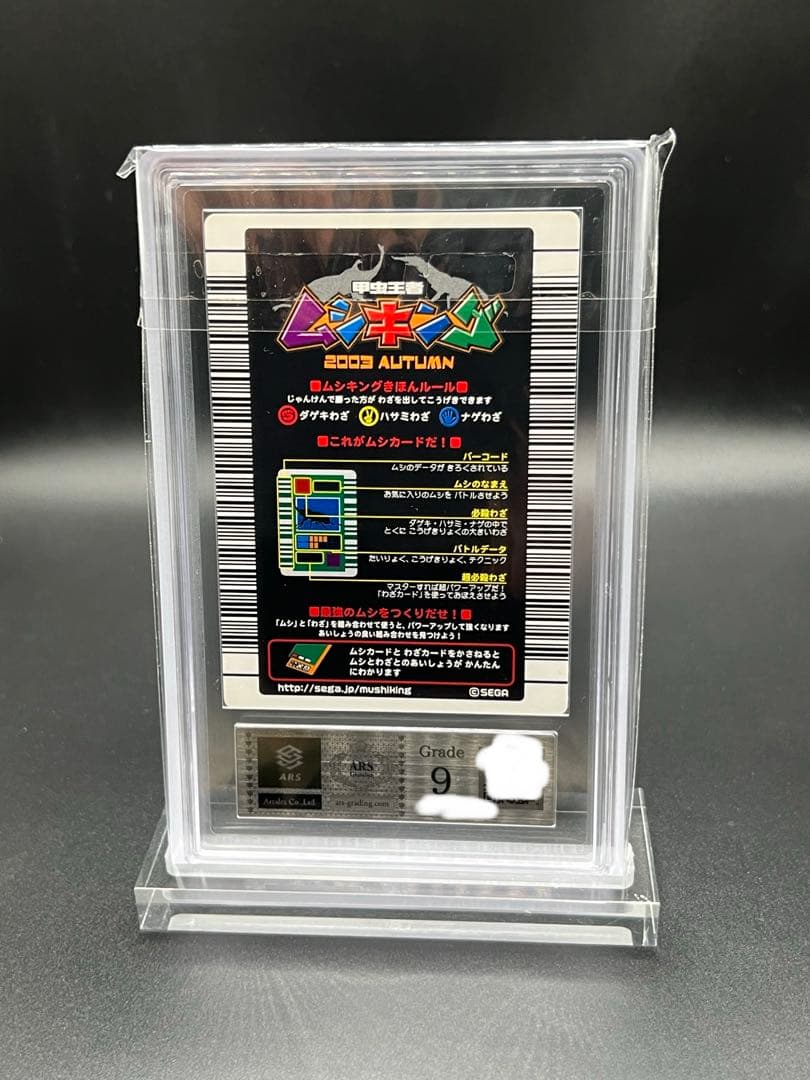 甲虫王者
ムシキング
2003 AUTUMN
■ムシキングきほんルール■
じゃんけんで勝った方が わざを出してこうげきできます
ダゲキわざ ハサミわざ ナゲわざ
■これがムシカードだ！■
バーコード
ムシのデータが きろくされている
ムシのなまえ
お気に入りのムシを バトルさせよう
必殺わざ
ダゲキ・ハサミ・ナゲの中で
とくに こうげきりょくの大きいわざ
バトルデータ
たいりょく、こうげきりょく、テクニック
超必殺わざ
マスターすれば超パワーアップだ！
「わざカード」を使っておぼえさせよう
■最強のムシをつくりだせ！■
「ムシ」と「わざ」を組み合わせて使うと、パワーアップして強くなります
あいしょうの良い組み合わせを見つけよう！
ムシカードと わざカードをかさねると
ムシとわざとのあいしょうが かんたん
にわかります
http://sega.jp/mushiking ©SEGA
ARS
Artalex Co.,Ltd.
ARS
Grading
ars-grading.com
Grade
9